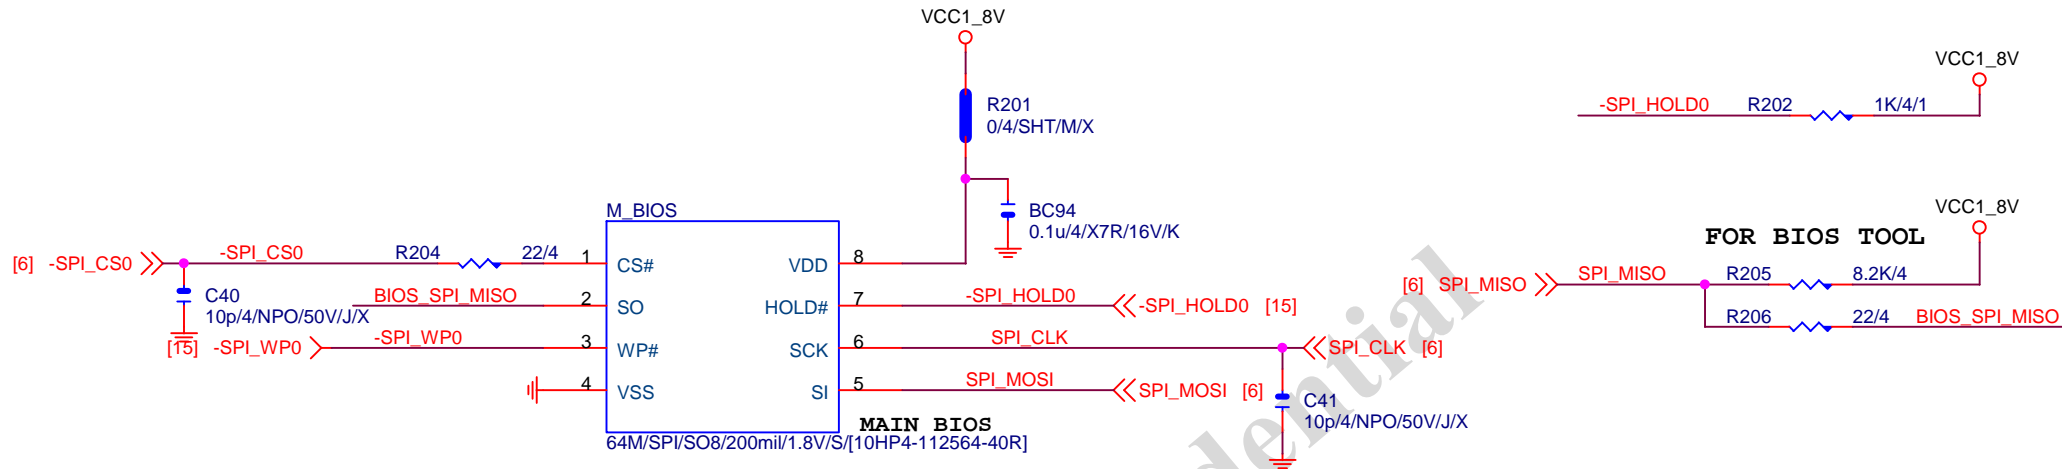 VCC1_8V
VCC1_8V
R201
0/4/SHT/M/X
-SPI_HOLD0 R202 1K/4/1
M_BIOS
BC94
0.1u/4/X7R/16V/K
VCC1_8V
FOR BIOS TOOL
[6] -SPI_CS0 -SPI_CS0 R204 22/4 1 CS# VDD 8
[6] SPI_MISO SPI_MISO R205 8.2K/4
C40
10p/4/NPO/50V/J/X
BIOS_SPI_MISO 2 SO HOLD# 7 -SPI_HOLD0 -SPI_HOLD0 [15]
R206 22/4 BIOS_SPI_MISO
[15] -SPI_WP0 -SPI_WP0 3 WP# SCK 6 SPI_CLK SPI_CLK [6]
4 VSS SI 5 SPI_MOSI SPI_MOSI [6]
C41
10p/4/NPO/50V/J/X
MAIN BIOS
64M/SPI/SO8/200mil/1.8V/S/[10HP4-112564-40R]
dential